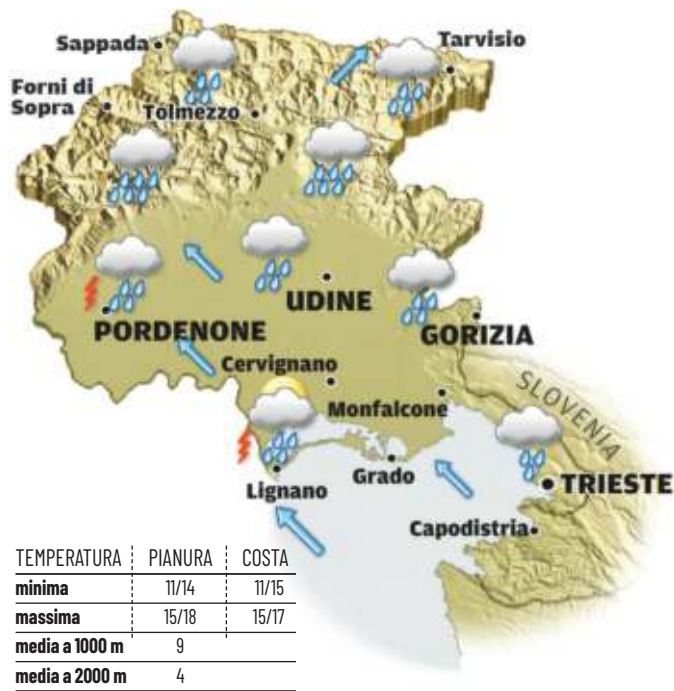 Sappada
Tarvisio
Forni di
Sopra
Tolmezzo
UDINE
PORDENONE
GORIZIA
Cervignano
SLOVENIA
Monfalcone
Grado
Lignano
TRIESTE
Capodistria
TEMPERATURA PIANURA COSTA
minima 11/14 11/15
massima 15/18 15/17
media a 1000 m 9
media a 2000 m 4